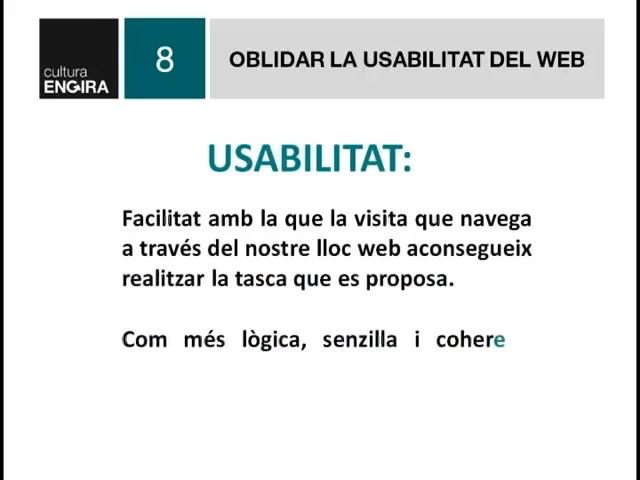 cultura
ENGIRA
8
OBLIDAR LA USABILITAT DEL WEB
USABILITAT:
Facilitat amb la que la visita que navega
a través del nostre lloc web aconsegueix
realitzar la tasca que es proposa.
Com més lògica, senzilla i cohere